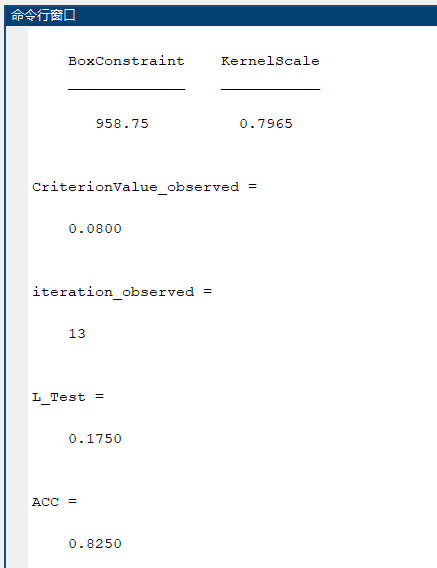 命令行窗口
BoxConstraint KernelScale
958.75 0.7965
CriterionValue_observed =
0.0800
iteration_observed =
13
L_Test =
0.1750
ACC =
0.8250